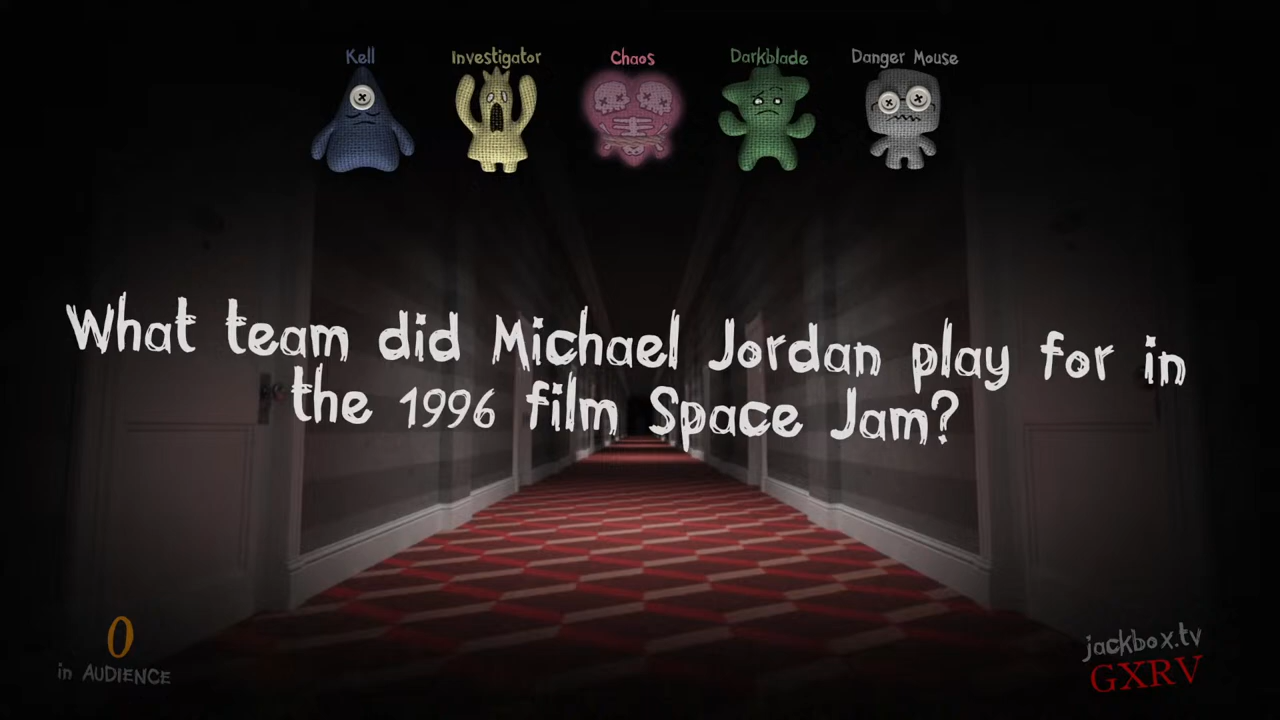 Kell
Investigator
Chaos
Darkblade
Danger Mouse
What team did Michael Jordan play for in
the 1996 film Space Jam?
0
in AUDIENCE
jackbox.tv
GXRV